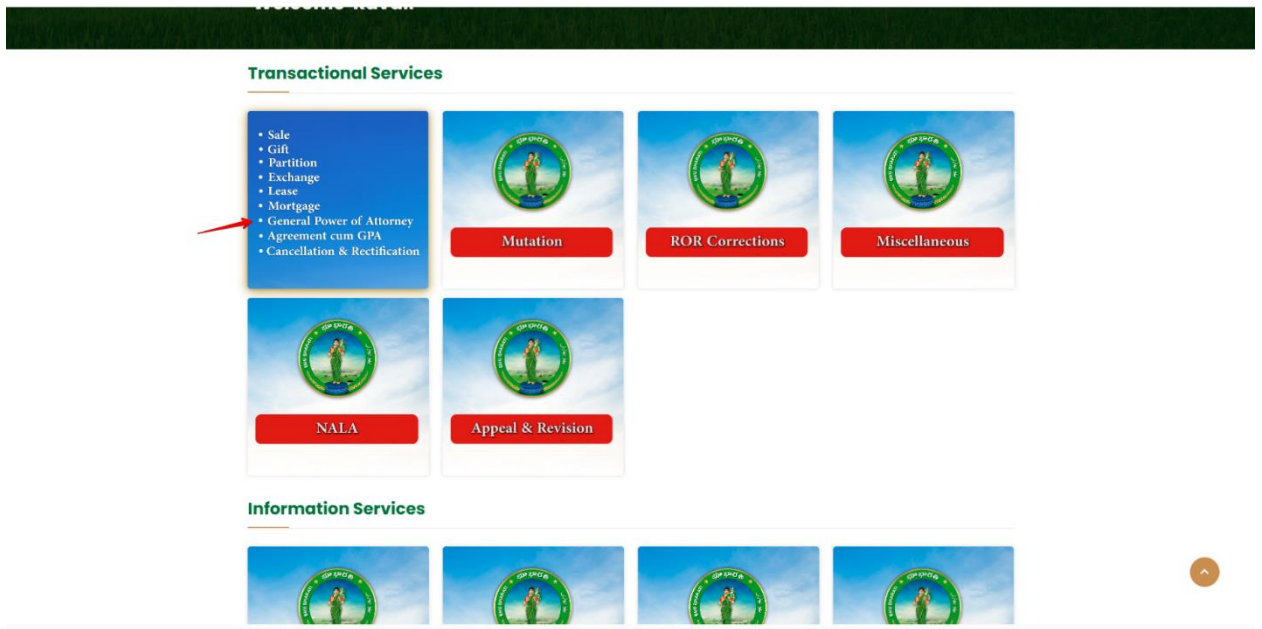 Transactional Services
• Sale
• Gift
• Partition
• Exchange
• Lease
• Mortgage
• General Power of Attorney
• Agreement cum GPA
• Cancellation & Rectification
Mutation
ROR Corrections
Miscellaneous
NALA
Appeal & Revision
Information Services